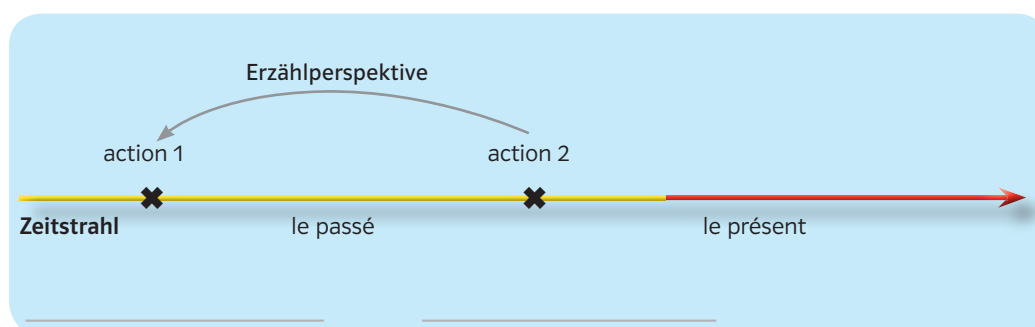 Erzählperspektive
action 1 action 2
Zeitstrahl le passé le présent